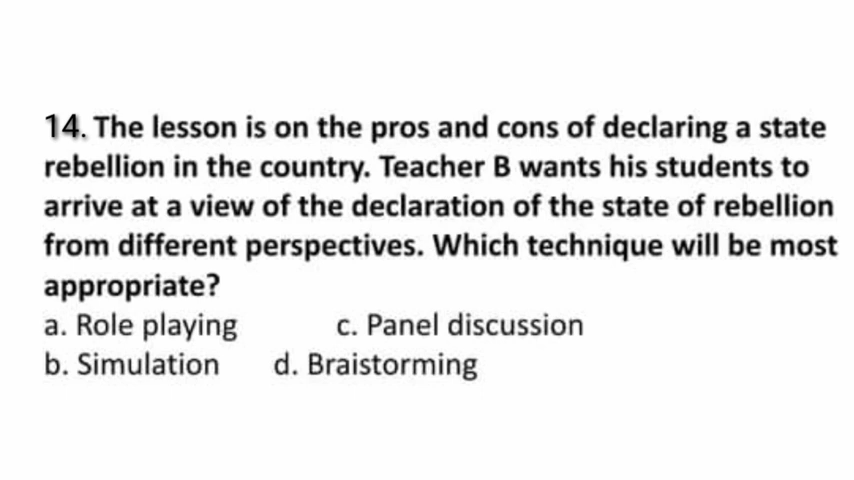 14. The lesson is on the pros and cons of declaring a state
rebellion in the country. Teacher B wants his students to
arrive at a view of the declaration of the state of rebellion
from different perspectives. Which technique will be most
appropriate?
a. Role playing c. Panel discussion
b. Simulation d. Braistorming